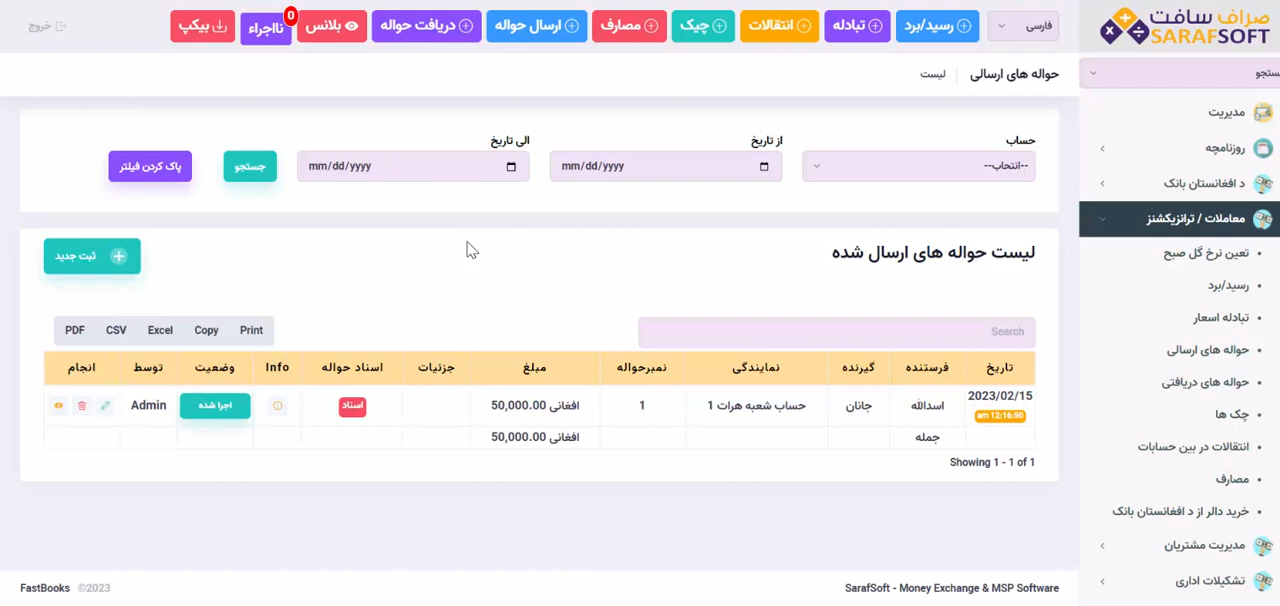 صراف سافت
SARAFSOFT
فارسی
رسید/برد
تبادله
انتقالات
چیک
مصارف
ارسال حواله
دریافت حواله
بلانس
نااجراء
0
بیکپ
خروج
حواله های ارسالی
لیست
حساب
--انتخاب--
از تاریخ
mm/dd/yyyy
الی تاریخ
mm/dd/yyyy
جستجو
پاک کردن فیلتر
لیست حواله های ارسال شده
ثبت جدید
PDF CSV Excel Copy Print
Search
تاریخ فرستنده گیرنده نمایندگی نمبرحواله مبلغ جزئیات اسناد حواله Info وضعیت توسط انجام
2023/02/15 اسدالله جانان حساب شعبه هرات 1 1 افغانی 50,000.00 اسناد اجرا شده Admin
12:16:50 am
جمله افغانی 50,000.00
Showing 1 - 1 of 1
مدیریت
روزنامچه
د افغانستان بانک
معاملات / ترانزیکشنز
تعین نرخ گل صبح
رسید/برد
تبادله اسعار
حواله های ارسالی
حواله های دریافتی
چک ها
انتقالات در بین حسابات
مصارف
خرید دالر از د افغانستان بانک
مدیریت مشتریان
تشکیلات اداری
FastBooks ©2023
SarafSoft - Money Exchange & MSP Software